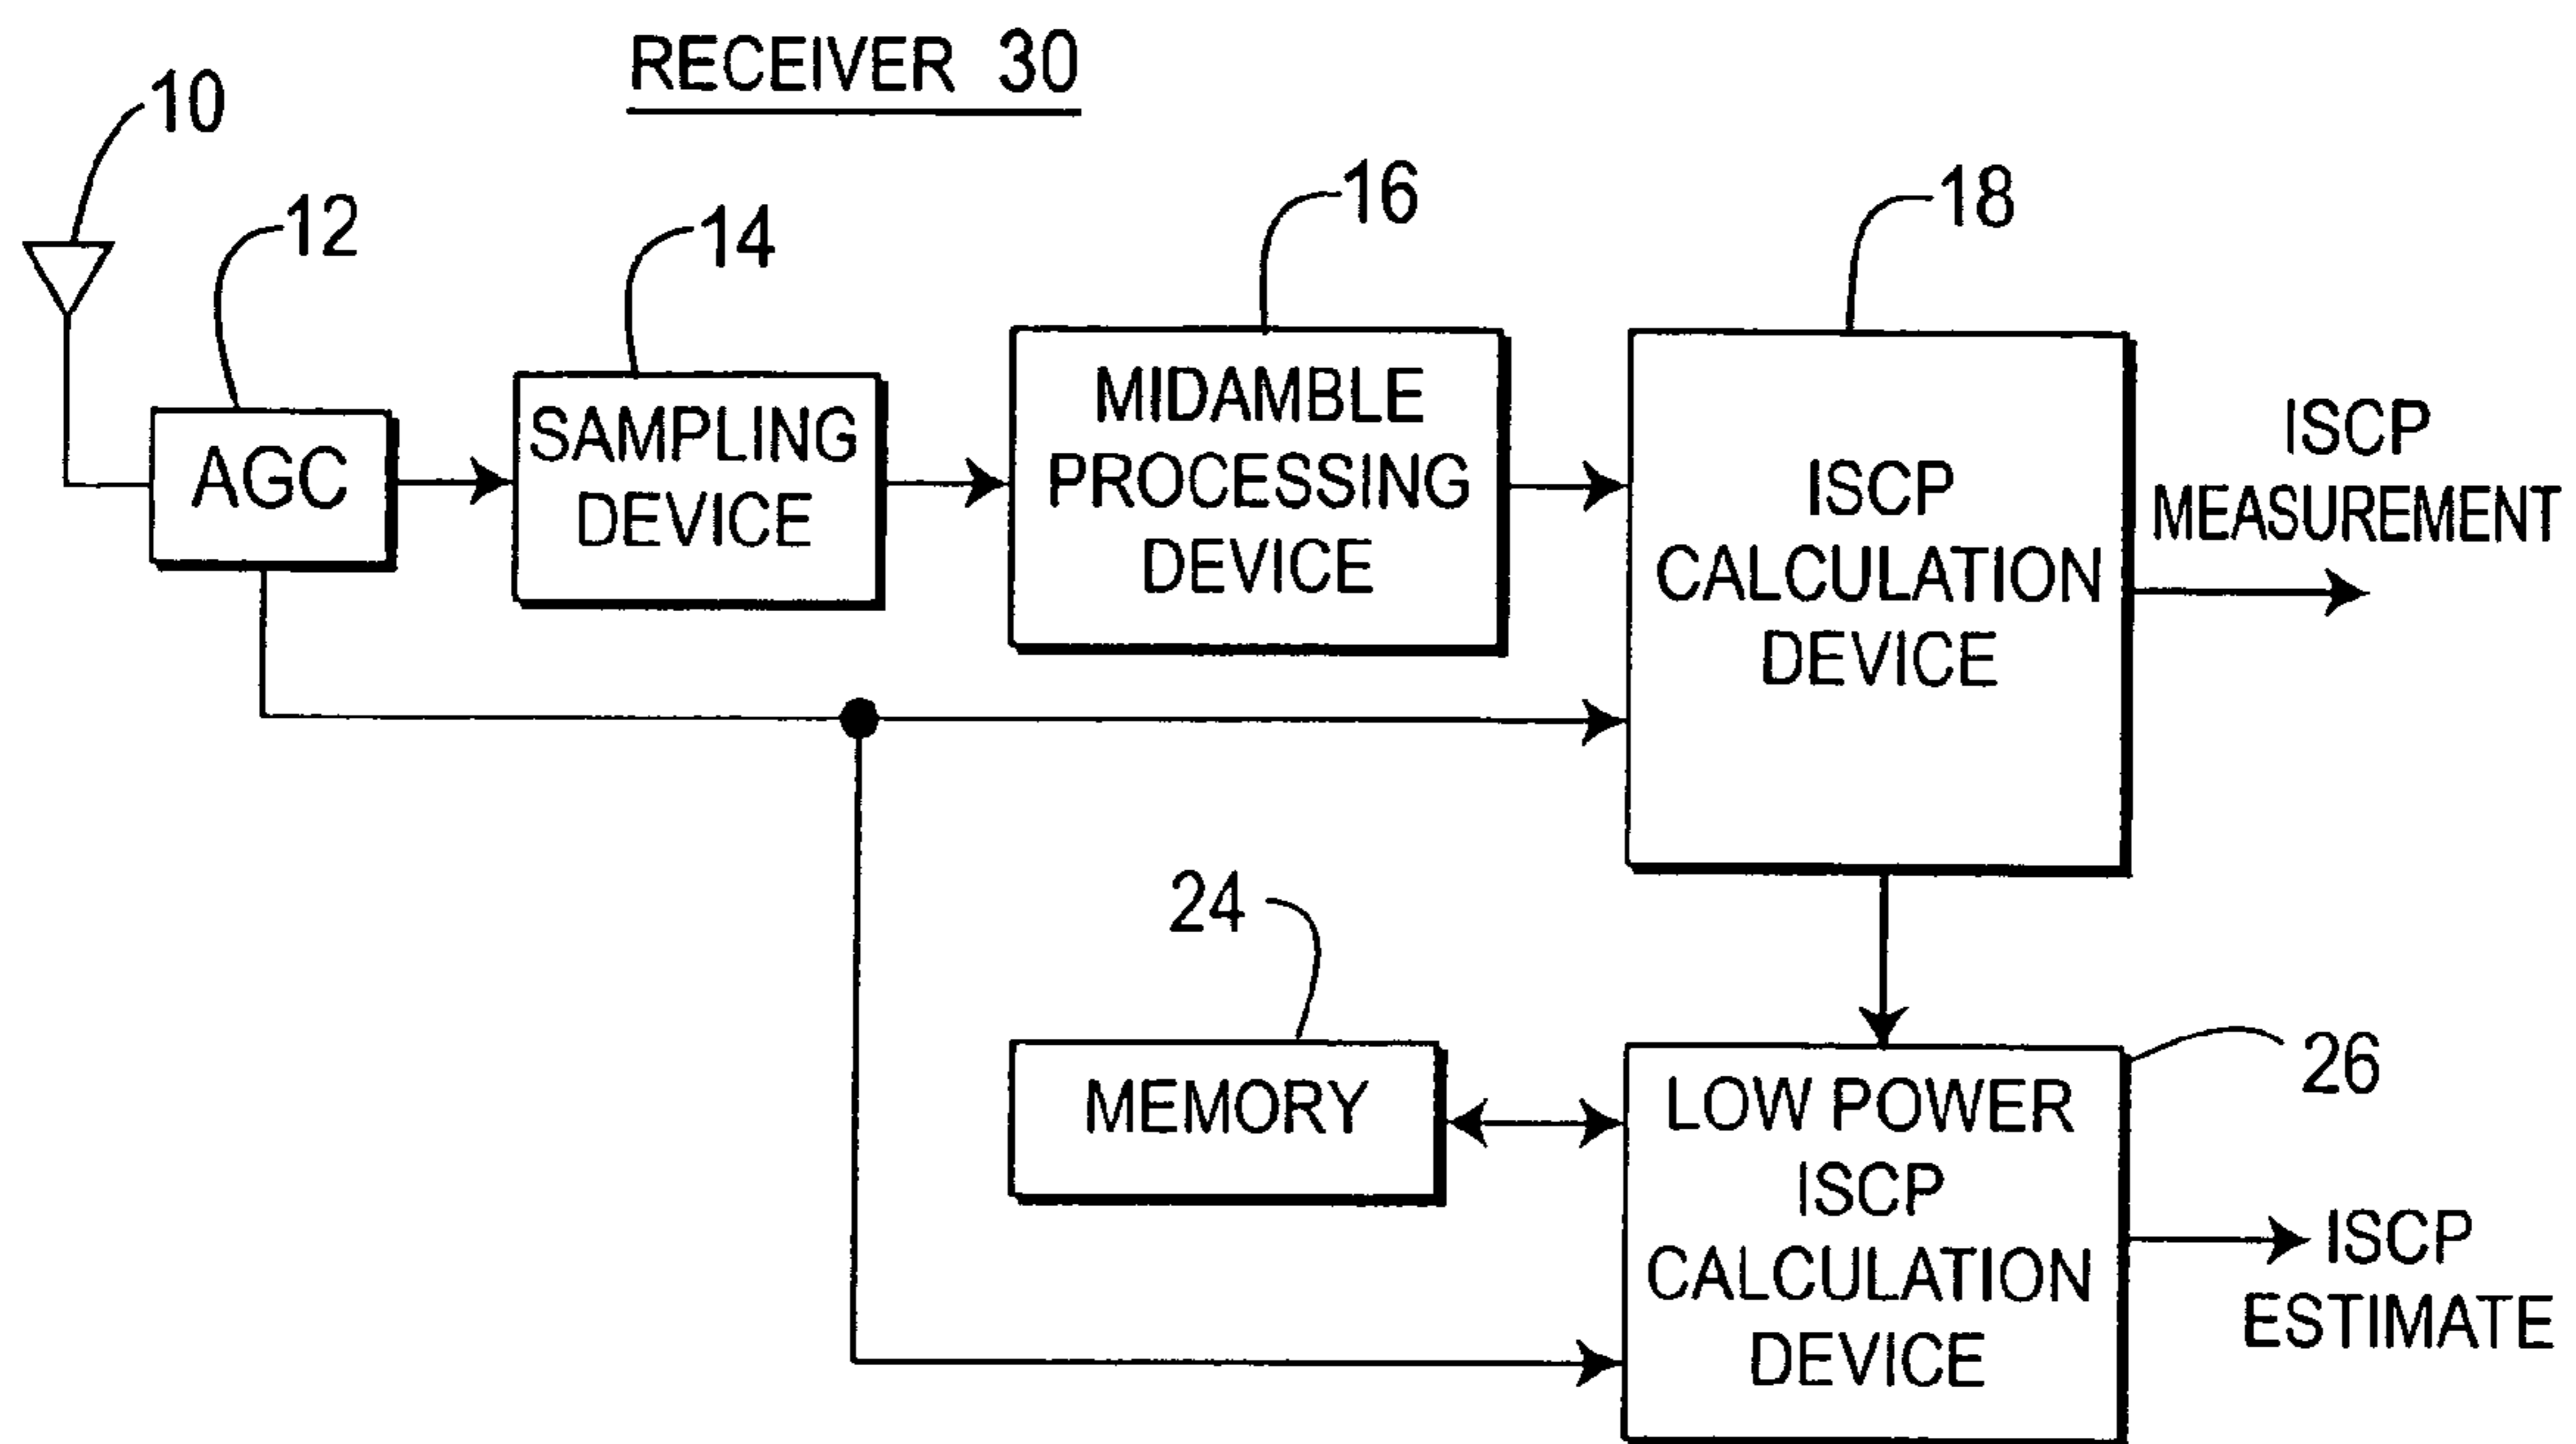 RECEIVER 30
10
12
14
16
18
AGC
SAMPLING
DEVICE
MIDAMBLE
PROCESSING
DEVICE
ISCP
CALCULATION
DEVICE
ISCP
MEASUREMENT
24
MEMORY
26
LOW POWER
ISCP
CALCULATION
DEVICE
ISCP
ESTIMATE